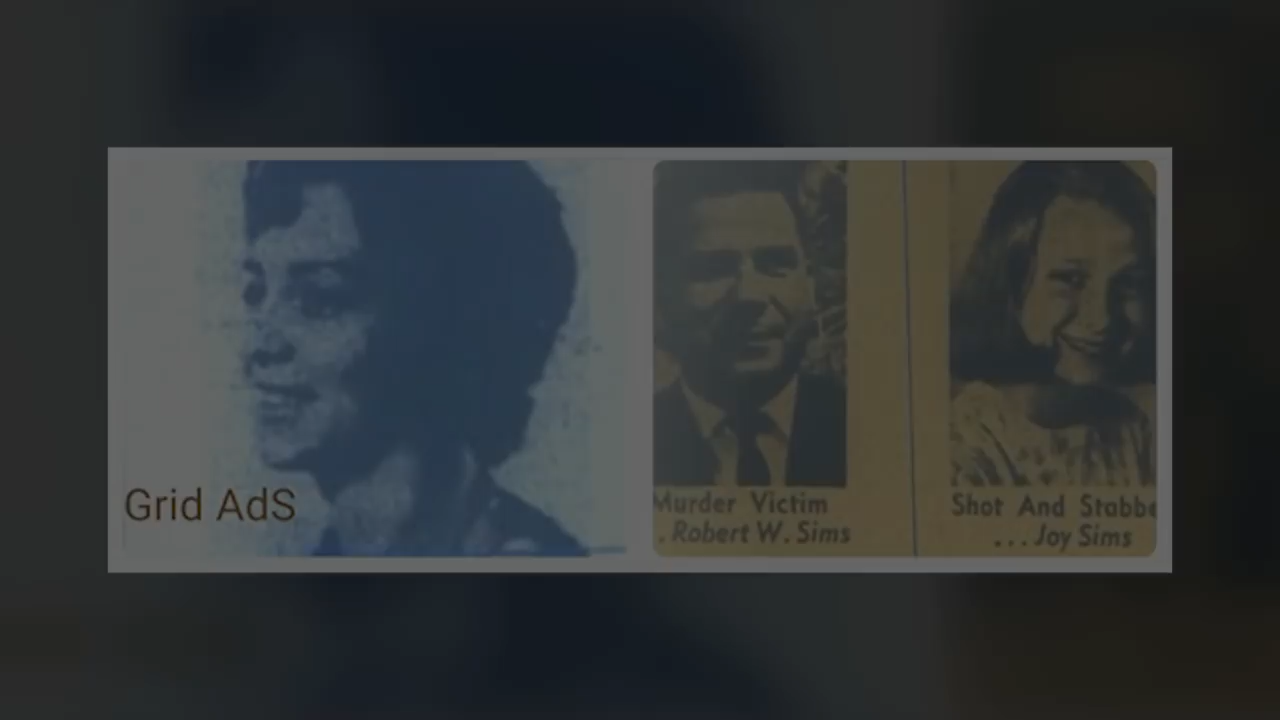 Grid AdS
Murder Victim
...Robert W. Sims
Shot And Stabbe
...Joy Sims